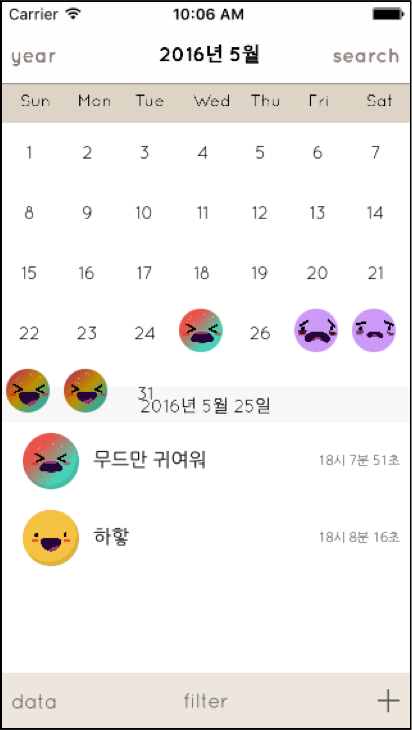 Carrier 10:06 AM
year 2016년 5월 search
Sun Mon Tue Wed Thu Fri Sat
1 2 3 4 5 6 7
8 9 10 11 12 13 14
15 16 17 18 19 20 21
22 23 24 26
31
2016년 5월 25일
무드만 귀여워 18시 7분 51초
하핳 18시 8분 16초
data filter +